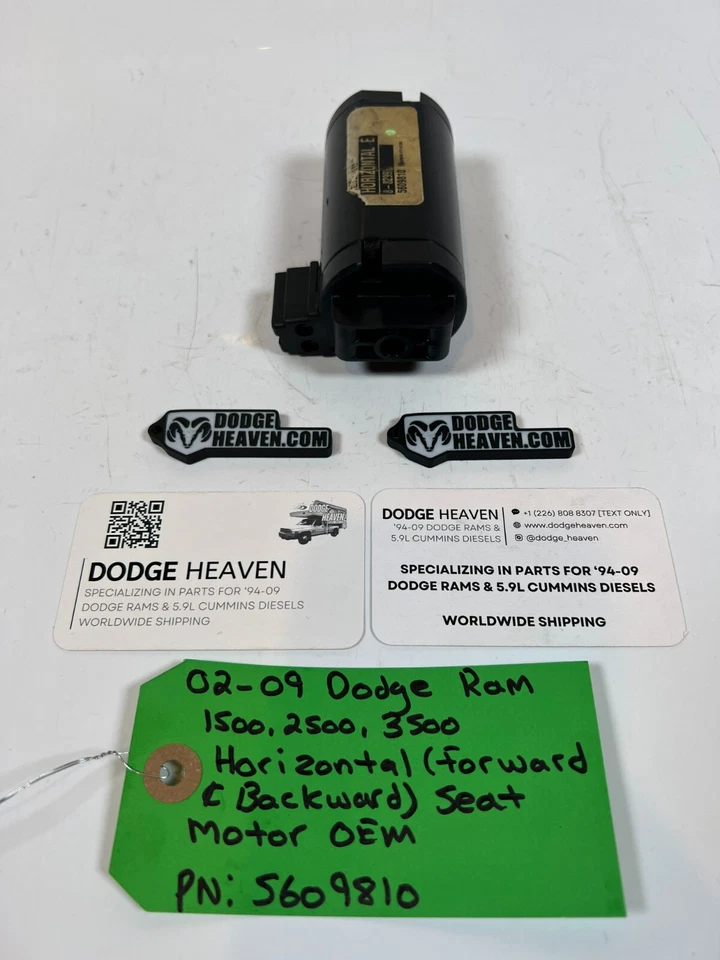 HORIZONTAL E
5609810
DODGE
HEAVEN.COM
DODGE
HEAVEN.COM
DODGE
HEAVEN
DODGE HEAVEN
SPECIALIZING IN PARTS FOR '94-09
DODGE RAMS & 5.9L CUMMINS DIESELS
WORLDWIDE SHIPPING
DODGE HEAVEN
'94-09 DODGE RAMS &
5.9L CUMMINS DIESELS
+1 (226) 808 8307 [TEXT ONLY]
www.dodgeheaven.com
@dodge_heaven
SPECIALIZING IN PARTS FOR '94-09
DODGE RAMS & 5.9L CUMMINS DIESELS
WORLDWIDE SHIPPING
02-09 Dodge Ram
1500, 2500, 3500
Horizontal (forward
& Backward) Seat
Motor OEM
PN: 5609810